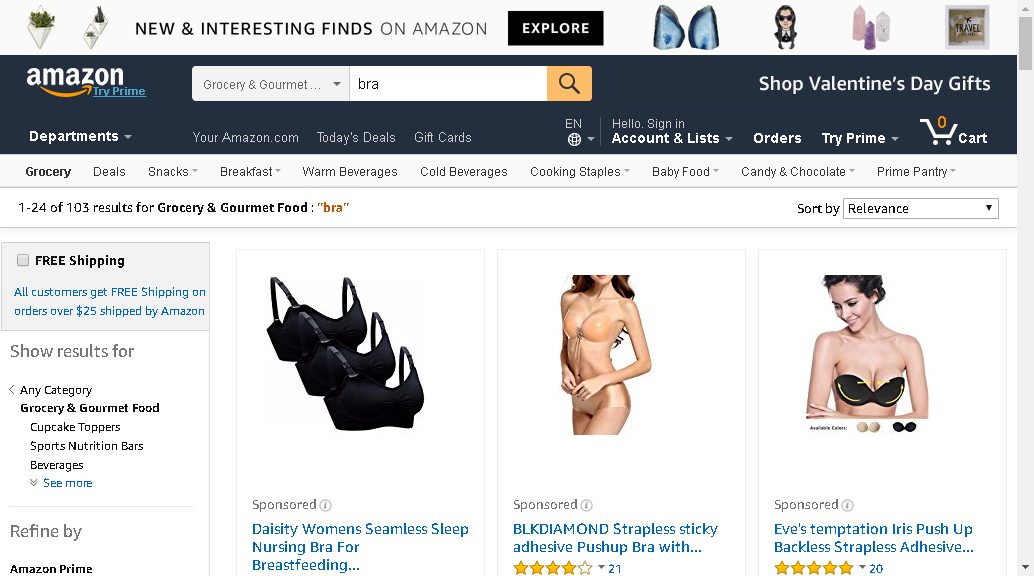 NEW & INTERESTING FINDS ON AMAZON EXPLORE
TRAVEL
amazon
Try Prime
Grocery & Gourmet ... bra
Shop Valentine's Day Gifts
Departments Your Amazon.com Today's Deals Gift Cards
EN
Hello. Sign in
Account & Lists Orders Try Prime 0 Cart
Grocery Deals Snacks Breakfast Warm Beverages Cold Beverages Cooking Staples Baby Food Candy & Chocolate Prime Pantry
1-24 of 103 results for Grocery & Gourmet Food : "bra" Sort by Relevance
FREE Shipping
All customers get FREE Shipping on
orders over $25 shipped by Amazon
Show results for
Any Category
Grocery & Gourmet Food
Cupcake Toppers
Sports Nutrition Bars
Beverages
See more
Refine by
Amazon Prime
Sponsored
Daisity Womens Seamless Sleep
Nursing Bra For
Breastfeeding...
Sponsored
BLKDIAMOND Strapless sticky
adhesive Pushup Bra with...
21
Available Colors:
Sponsored
Eve's temptation Iris Push Up
Backless Strapless Adhesive...
20